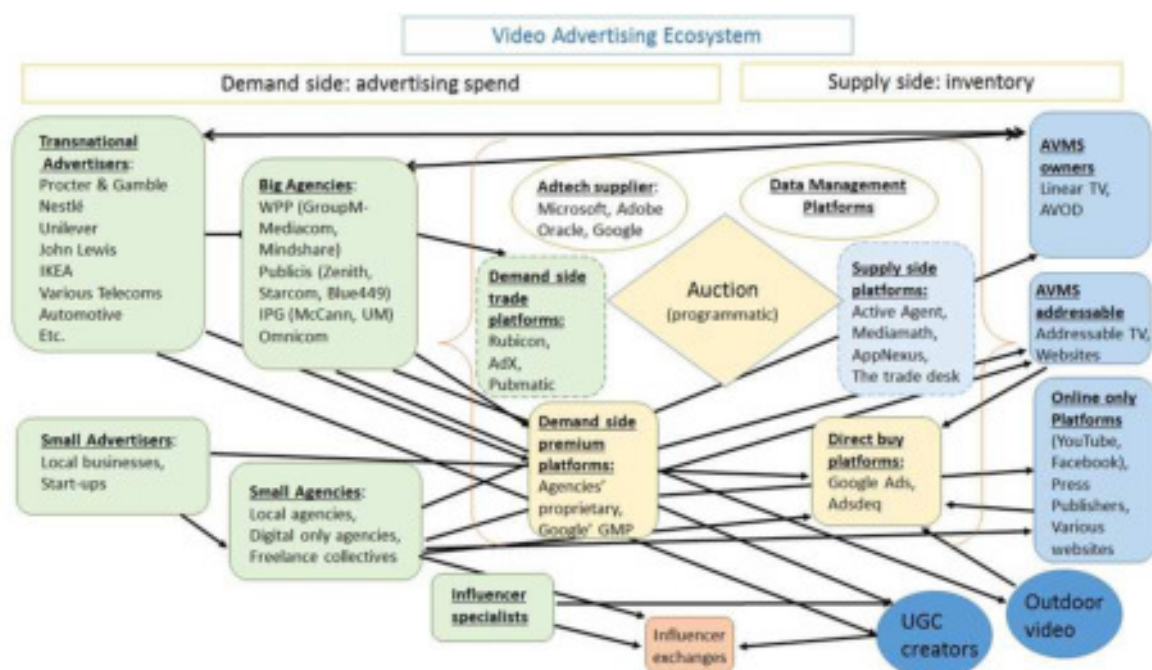 Video Advertising Ecosystem
Demand side: advertising spend
Supply side: inventory
Transnational
Advertisers:
Procter & Gamble
Nestlé
Unilever
John Lewis
IKEA
Various Telecoms
Automotive
Etc.
Big Agencies:
WPP (GroupM-
Mediacom,
Mindshare)
Publicis (Zenith,
Starcom, Blue449)
IPG (McCann, UM)
Omnicom
Adtech supplier:
Microsoft, Adobe
Oracle, Google
Data Management
Platforms
AVMS
owners
Linear TV,
AVOD
Demand side
trade
platforms:
Rubicon,
AdX,
Pubmatic
Auction
(programmatic)
Supply side
platforms:
Active Agent,
Mediamath,
AppNexus,
The trade desk
AVMS
addressable
Addressable TV,
Websites
Small Advertisers:
Local businesses,
Start-ups
Small Agencies:
Local agencies,
Digital only agencies,
Freelance collectives
Demand side
premium
platforms:
Agencies'
proprietary,
Google' GMP
Direct buy
platforms:
Google Ads,
Adsdeq
Online only
Platforms
(YouTube,
Facebook),
Press
Publishers,
Various
websites
Influencer
specialists
Influencer
exchanges
UGC
creators
Outdoor
video